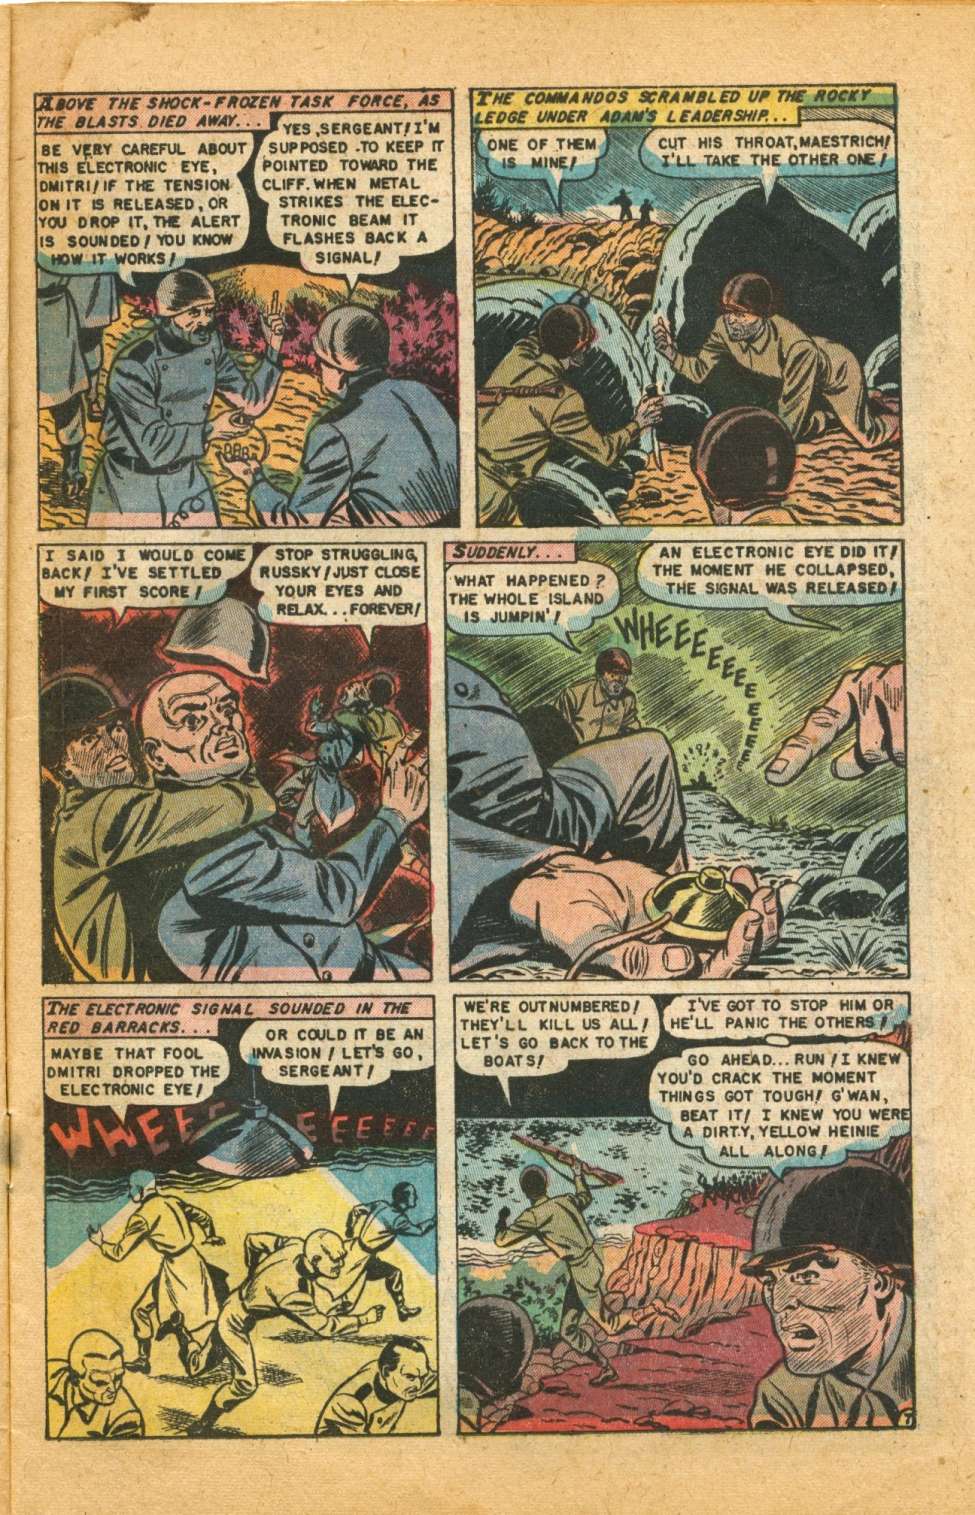 ABOVE THE SHOCK-FROZEN TASK FORCE, AS
THE BLASTS DIED AWAY...
BE VERY CAREFUL ABOUT
THIS ELECTRONIC EYE,
DMITRI! IF THE TENSION
ON IT IS RELEASED, OR
YOU DROP IT, THE ALERT
IS SOUNDED! YOU KNOW
HOW IT WORKS!
YES, SERGEANT! I'M
SUPPOSED TO KEEP IT
POINTED TOWARD THE
CLIFF. WHEN METAL
STRIKES THE ELEC-
TRONIC BEAM IT
FLASHES BACK A
SIGNAL!
THE COMMANDOS SCRAMBLED UP THE ROCKY
LEDGE UNDER ADAM'S LEADERSHIP...
ONE OF THEM
IS MINE!
CUT HIS THROAT, MAESTRICH!
I'LL TAKE THE OTHER ONE!
I SAID I WOULD COME
BACK! I'VE SETTLED
MY FIRST SCORE!
STOP STRUGGLING,
RUSSKY! JUST CLOSE
YOUR EYES AND
RELAX... FOREVER!
SUDDENLY...
WHAT HAPPENED?
THE WHOLE ISLAND
IS JUMPIN'!
AN ELECTRONIC EYE DID IT!
THE MOMENT HE COLLAPSED,
THE SIGNAL WAS RELEASED!
WHEEEEEEEEEEEE
THE ELECTRONIC SIGNAL SOUNDED IN THE
RED BARRACKS...
MAYBE THAT FOOL
DMITRI DROPPED THE
ELECTRONIC EYE!
OR COULD IT BE AN
INVASION! LET'S GO,
SERGEANT!
WHEEE EEEEEEE
WE'RE OUTNUMBERED!
THEY'LL KILL US ALL!
LET'S GO BACK TO THE
BOATS!
I'VE GOT TO STOP HIM OR
HE'LL PANIC THE OTHERS!
GO AHEAD...RUN! I KNEW
YOU'D CRACK THE MOMENT
THINGS GOT TOUGH! G'WAN,
BEAT IT! I KNEW YOU WERE
A DIRTY, YELLOW HEINIE
ALL ALONG!
7